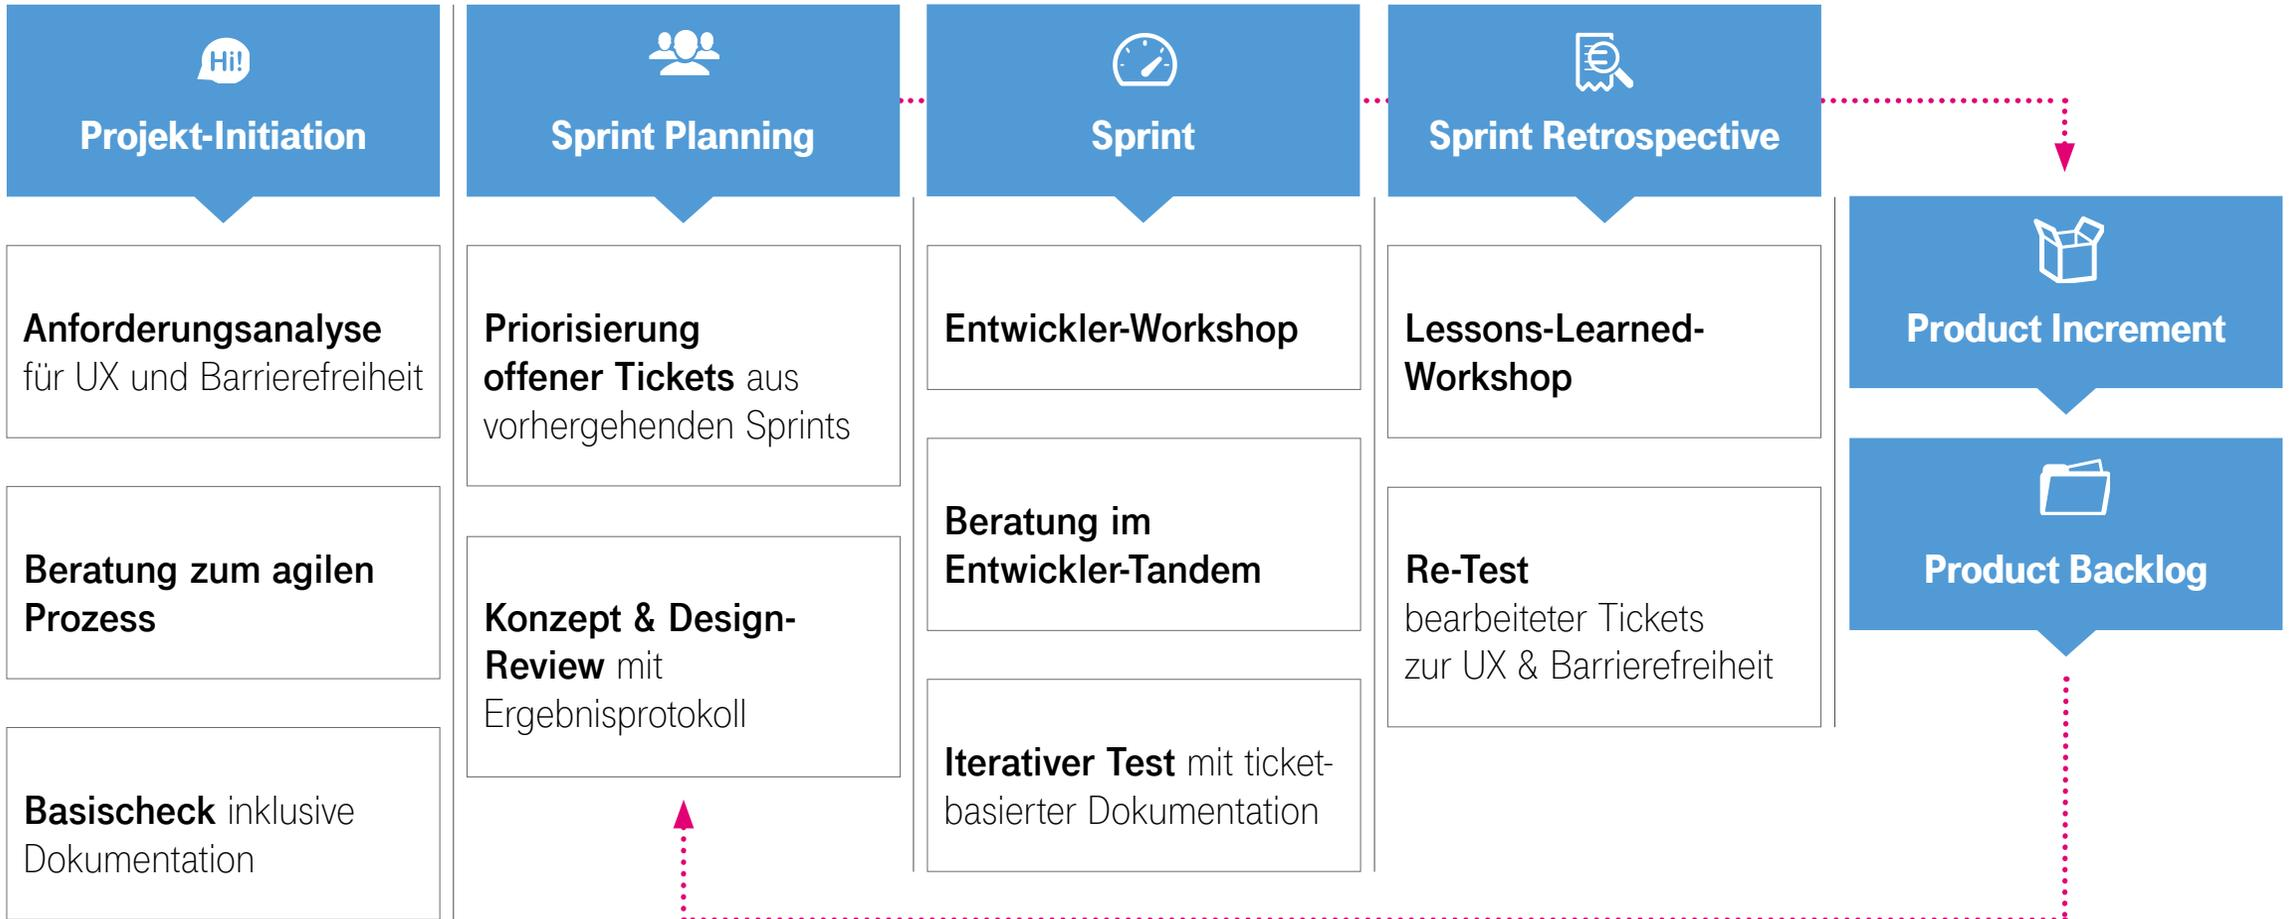 Hi!
Projekt-Initiation
Anforderungsanalyse
für UX und Barrierefreiheit
Beratung zum agilen
Prozess
Basischeck inklusive
Dokumentation
Sprint Planning
Priorisierung
offener Tickets aus
vorhergehenden Sprints
Konzept & Design-
Review mit
Ergebnisprotokoll
Sprint
Entwickler-Workshop
Beratung im
Entwickler-Tandem
Iterativer Test mit ticket-
basierter Dokumentation
Sprint Retrospective
Lessons-Learned-
Workshop
Re-Test
bearbeiteter Tickets
zur UX & Barrierefreiheit
Product Increment
Product Backlog